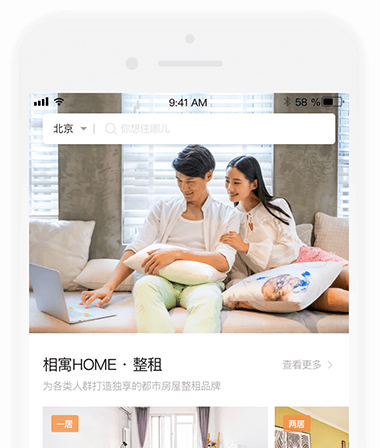 9:41 AM
58 %
北京
你想住哪儿
相寓HOME · 整租
查看更多
为各类人群打造独享的都市房屋整租品牌
一居
两居